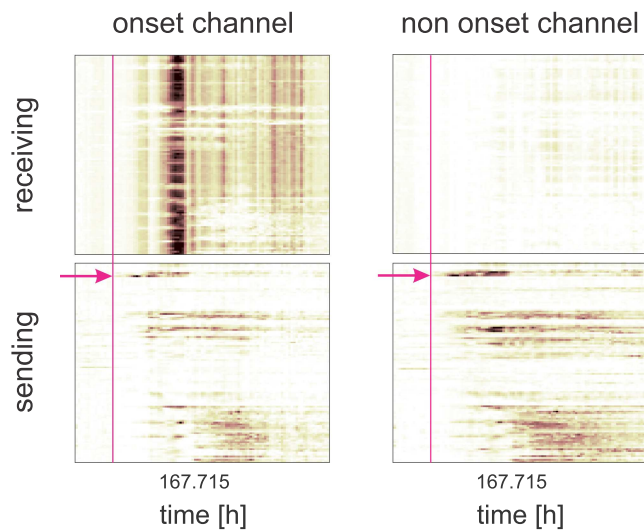 onset channel
non onset channel
receiving
sending
167.715
167.715
time [h]
time [h]